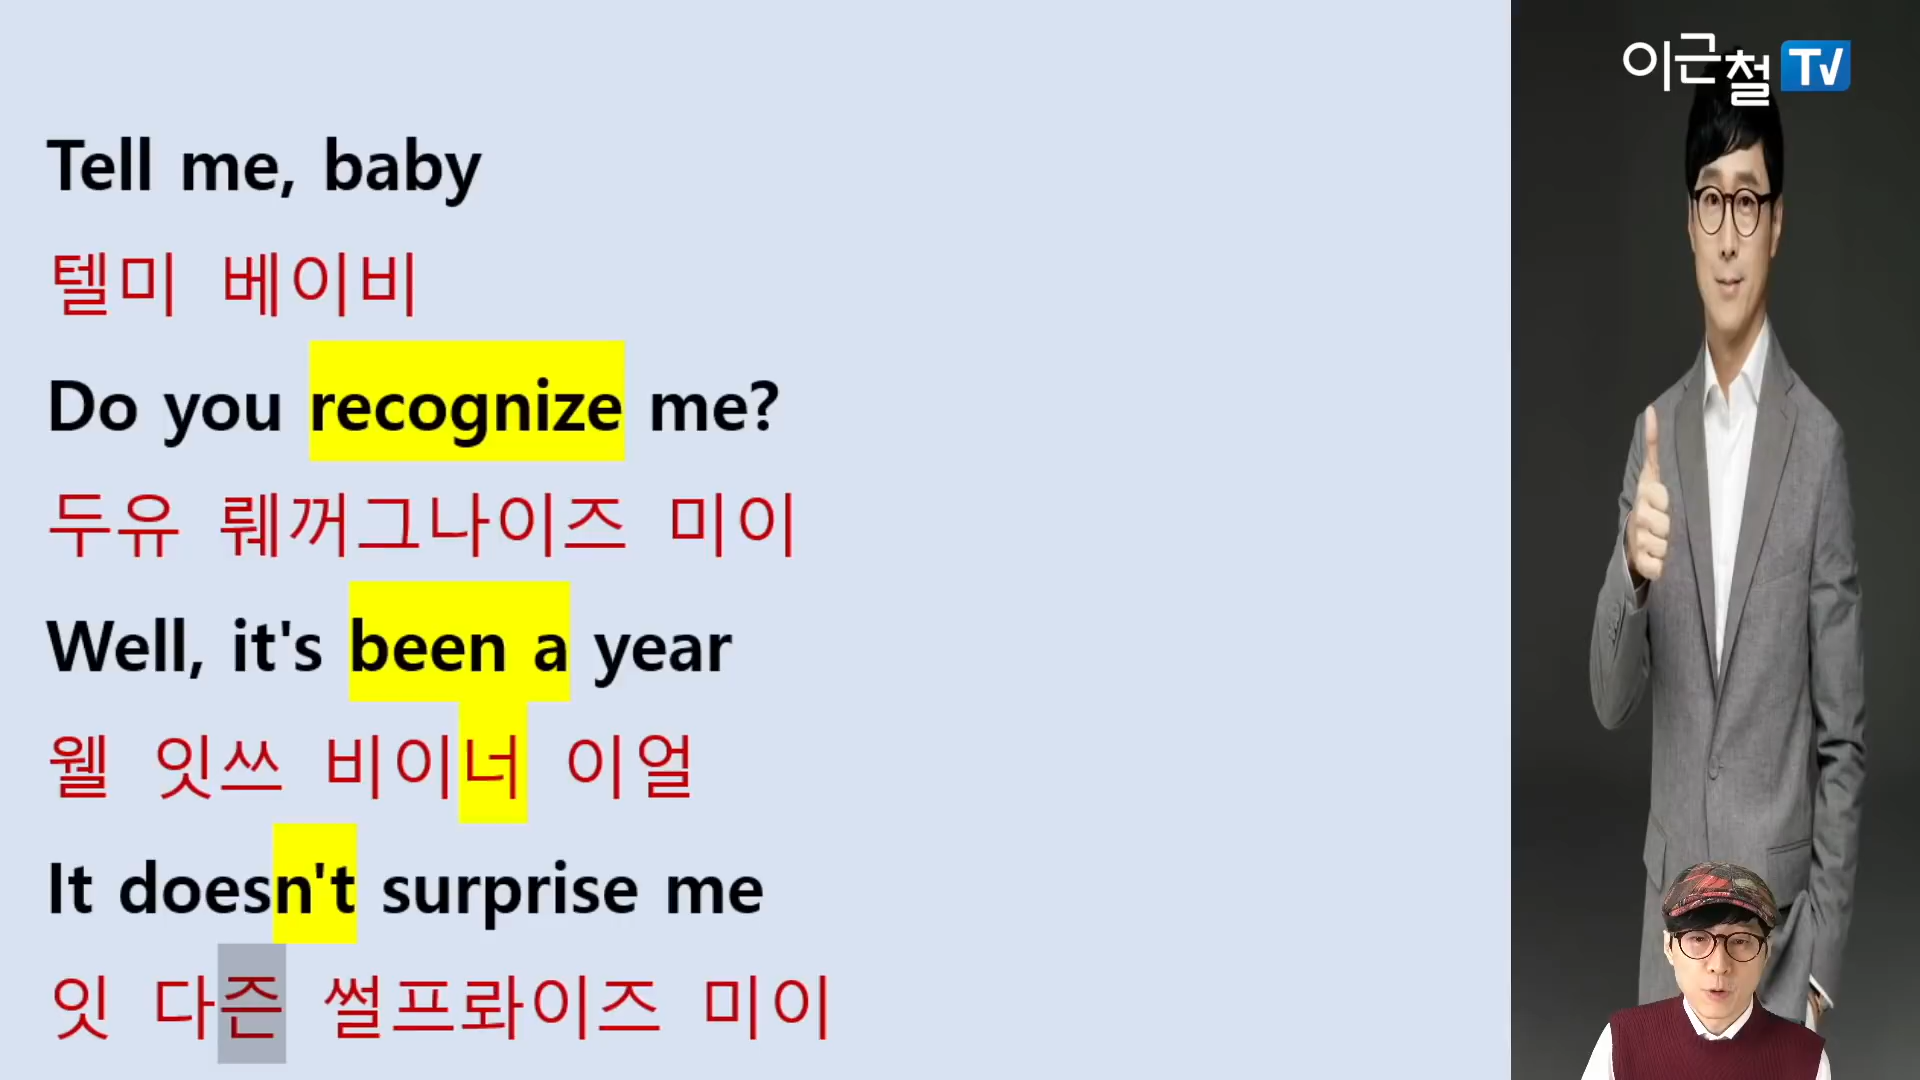 이근철 TV
Tell me, baby
텔미 베이비
Do you recognize me?
두유 뤠꺼그나이즈 미이
Well, it's been a year
웰 잇쓰 비이너 이얼
It doesn't surprise me
잇 다즌 썰프롸이즈 미이